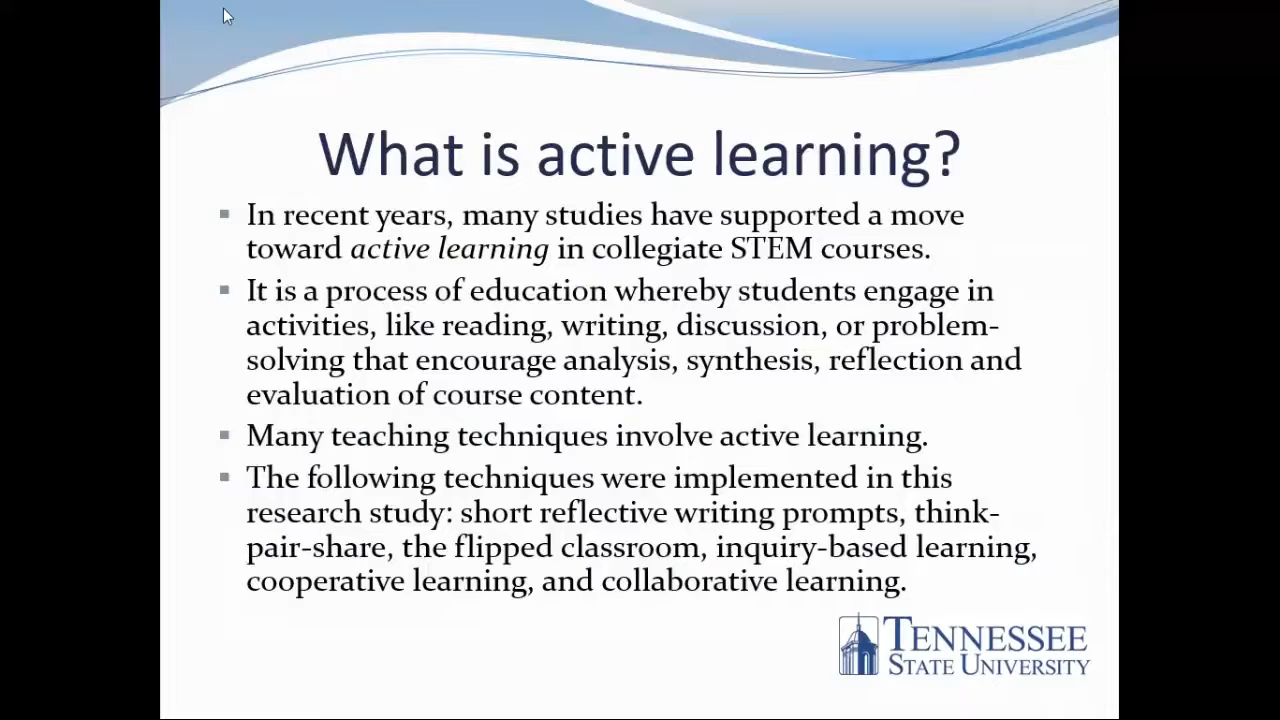 What is active learning?
▪ In recent years, many studies have supported a move
toward active learning in collegiate STEM courses.
▪ It is a process of education whereby students engage in
activities, like reading, writing, discussion, or problem-
solving that encourage analysis, synthesis, reflection and
evaluation of course content.
▪ Many teaching techniques involve active learning.
▪ The following techniques were implemented in this
research study: short reflective writing prompts, think-
pair-share, the flipped classroom, inquiry-based learning,
cooperative learning, and collaborative learning.
TENNESSEE
STATE UNIVERSITY